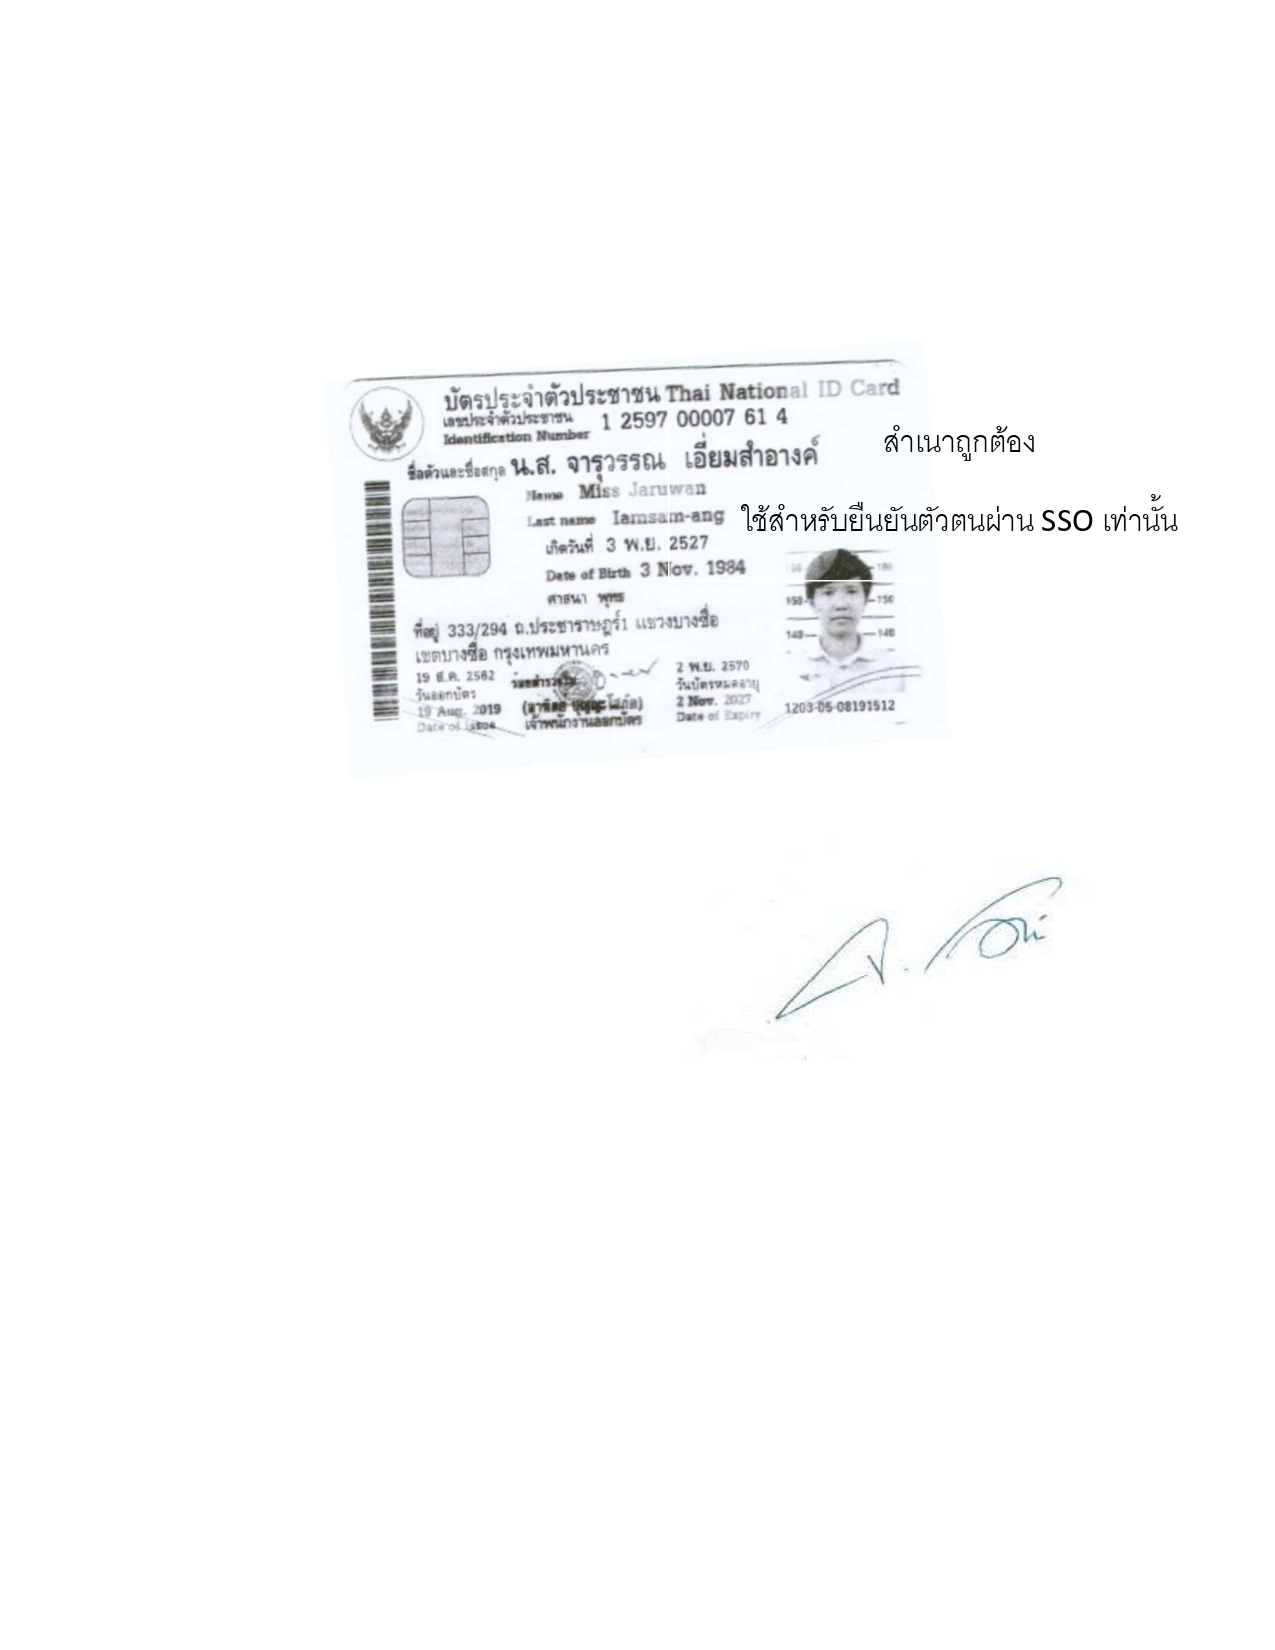 บัตรประจำตัวประชาชน Thai National ID Card
เลขประจำตัวประชาชน
Identification Number 1 2597 00007 61 4
ชื่อตัวและชื่อสกุล น.ส. จารุวรรณ เอี่ยมสำอางค์
Name Miss Jaruwan
Last name Iamsam-ang
เกิดวันที่ 3 พ.ย. 2527
Date of Birth 3 Nov. 1984
ศาสนา พุทธ
ที่อยู่ 333/294 ถ.ประชาราษฎร์1 แขวงบางซื่อ
เขตบางซื่อ กรุงเทพมหานคร
19 ส.ค. 2562
วันออกบัตร
19 Aug. 2019
Date of Issue
เจ้าพนักงานออกบัตร
2 พ.ย. 2570
วันบัตรหมดอายุ
2 Nov. 2027
Date of Expiry
150 150
140 140
1203-05-08191512
สำเนาถูกต้อง
ใช้สำหรับยืนยันตัวตนผ่าน SSO เท่านั้น